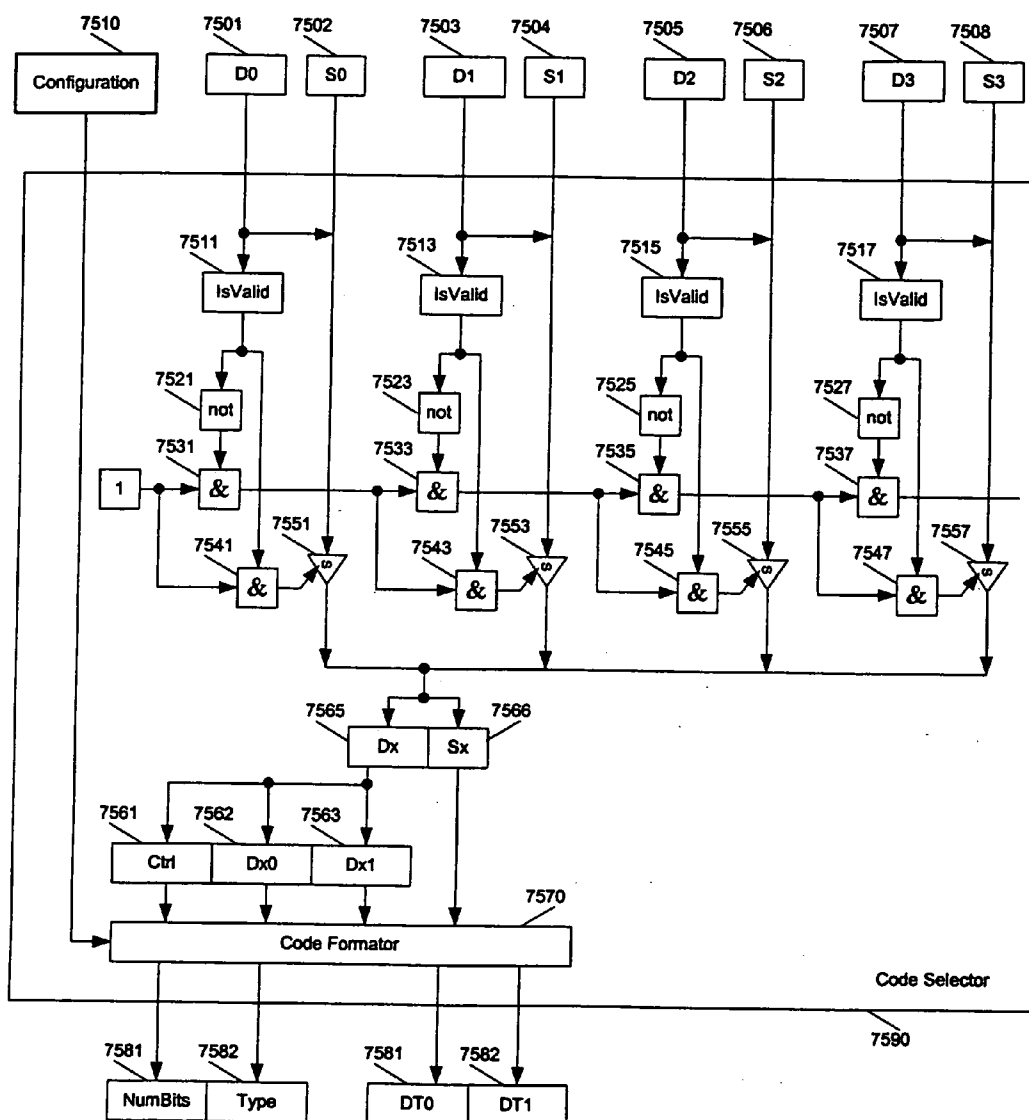 7510 7501 7502 7503 7504 7505 7506 7507 7508
Configuration D0 S0 D1 S1 D2 S2 D3 S3
7511 7513 7515 7517
IsValid IsValid IsValid IsValid
7521 7523 7525 7527
not not not not
7531 7533 7535 7537
1 & & & &
7541 7551 7543 7553 7545 7555 7547 7557
& s & s & s & s
7565 7566
Dx Sx
7561 7562 7563
Ctrl Dx0 Dx1
7570
Code Formator
Code Selector
7590
7581 7582 7581 7582
NumBits Type DT0 DT1